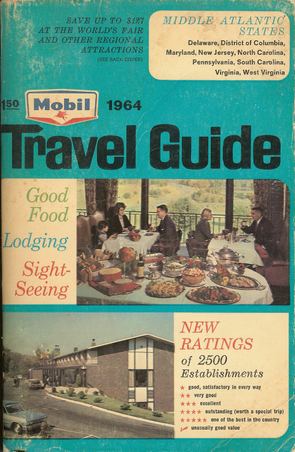 SAVE UP TO $127
AT THE WORLD'S FAIR
AND OTHER REGIONAL
ATTRACTIONS
(SEE BACK COVER)
MIDDLE ATLANTIC
STATES
Delaware, District of Columbia,
Maryland, New Jersey, North Carolina,
Pennsylvania, South Carolina,
Virginia, West Virginia
150 Mobil 1964
Travel Guide
Good
Food
Lodging
Sight-
Seeing
NEW
RATINGS
of 2500
Establishments
★ good, satisfactory in every way
★★ very good
★★★ excellent
★★★★ outstanding (worth a special trip)
★★★★★ one of the best in the country
✓ unusually good value